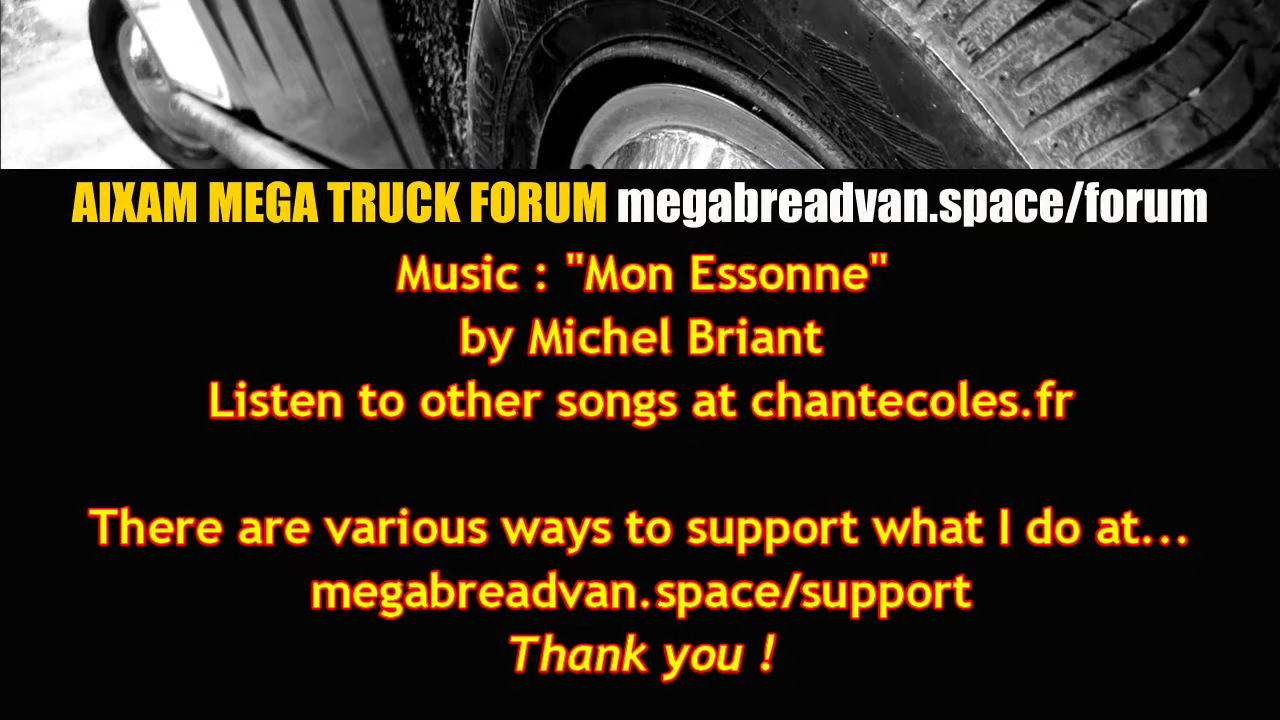 AIXAM MEGA TRUCK FORUM megabreadvan.space/forum
Music : "Mon Essonne"
by Michel Briant
Listen to other songs at chantecoles.fr
There are various ways to support what I do at...
megabreadvan.space/support
Thank you !